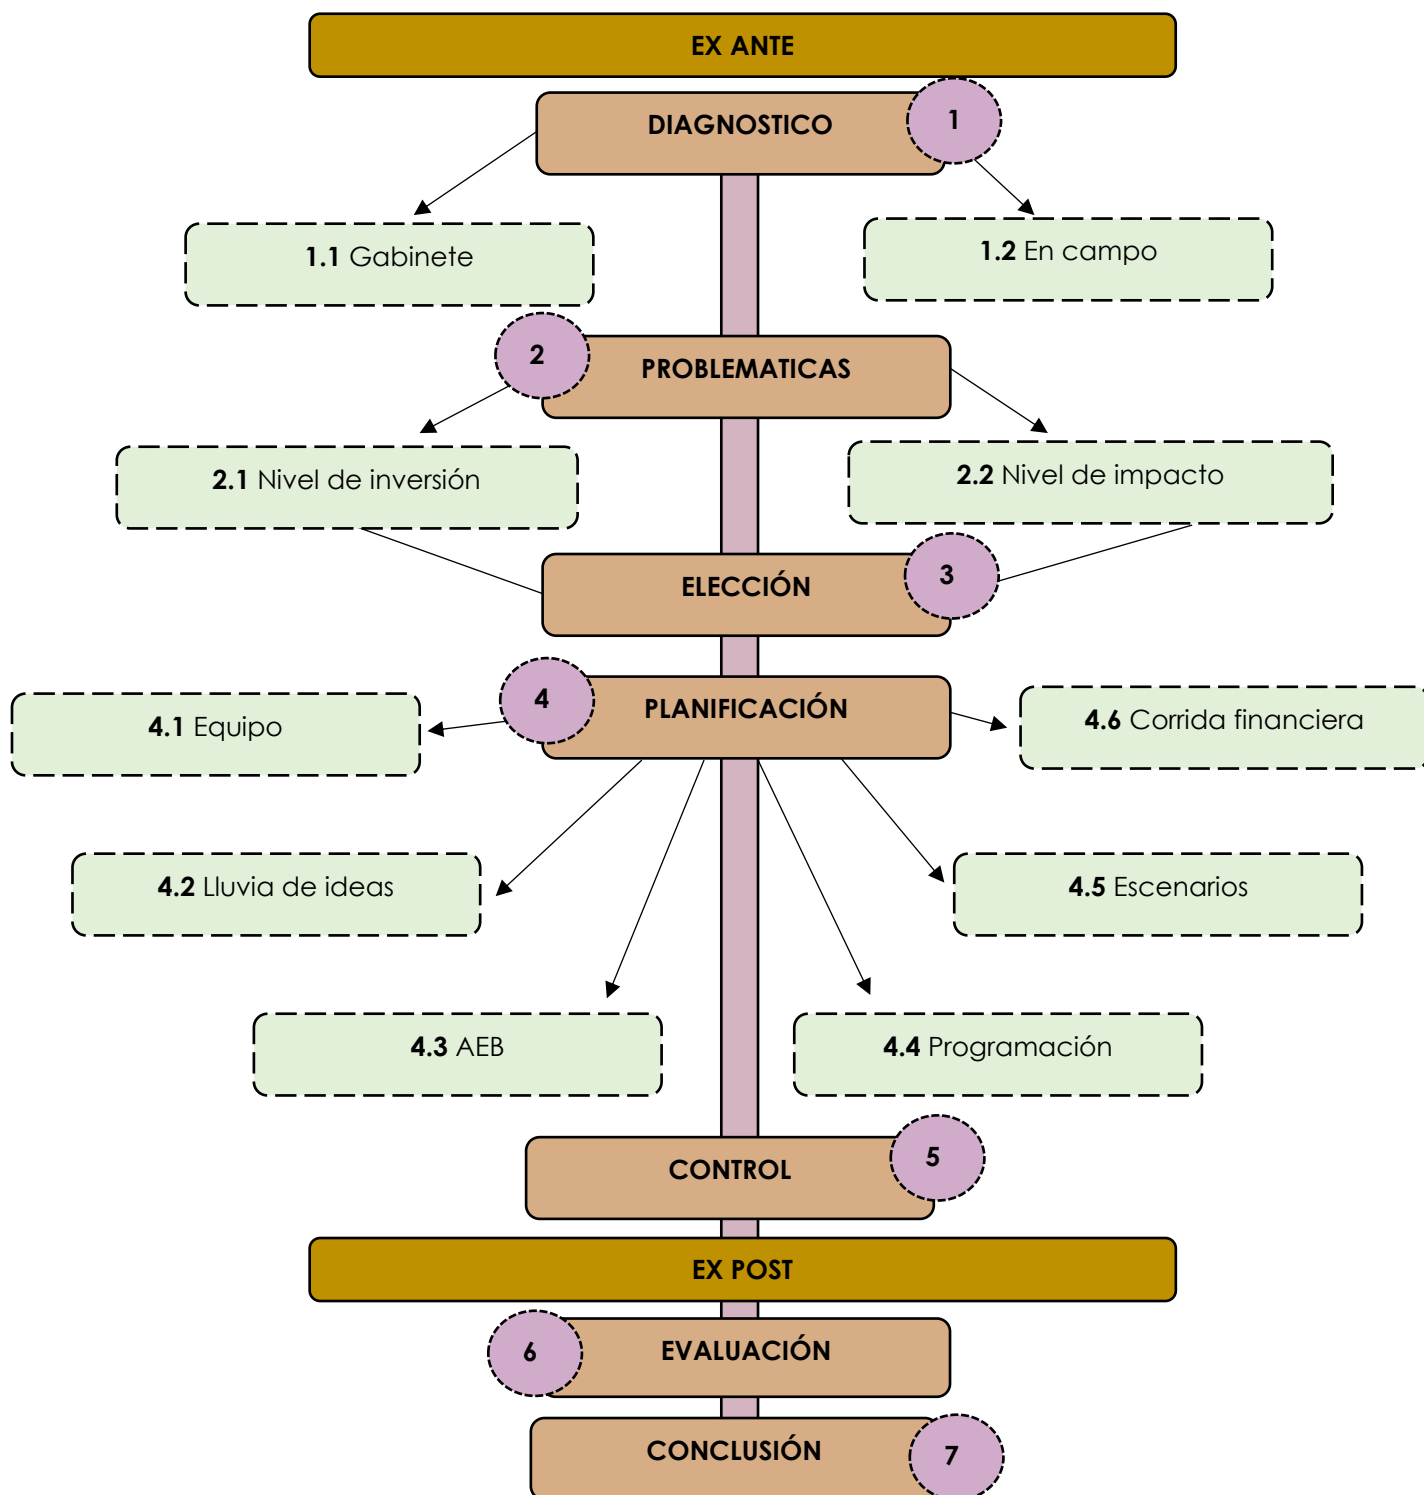 EX ANTE
DIAGNOSTICO
1
1.1 Gabinete
1.2 En campo
2
PROBLEMATICAS
2.1 Nivel de inversión
2.2 Nivel de impacto
ELECCIÓN
3
4
PLANIFICACIÓN
4.1 Equipo
4.6 Corrida financiera
4.2 Lluvia de ideas
4.5 Escenarios
4.3 AEB
4.4 Programación
CONTROL
5
EX POST
6
EVALUACIÓN
CONCLUSIÓN
7